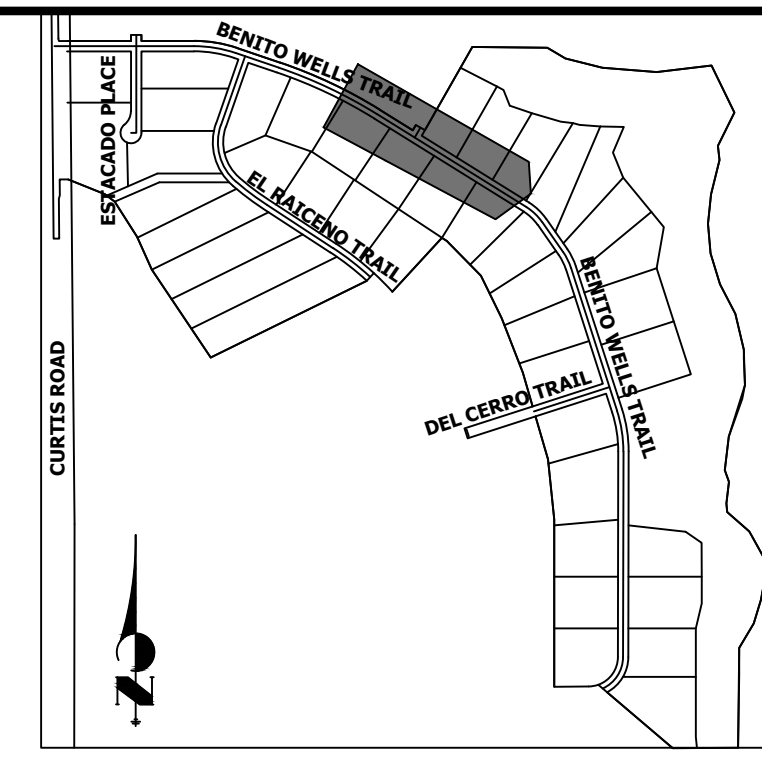 BENITO WELLS TRAIL
ESTACADO PLACE
EL RAICENO TRAIL
BENITO WELLS TRAIL
CURTIS ROAD
DEL CERRO TRAIL
N